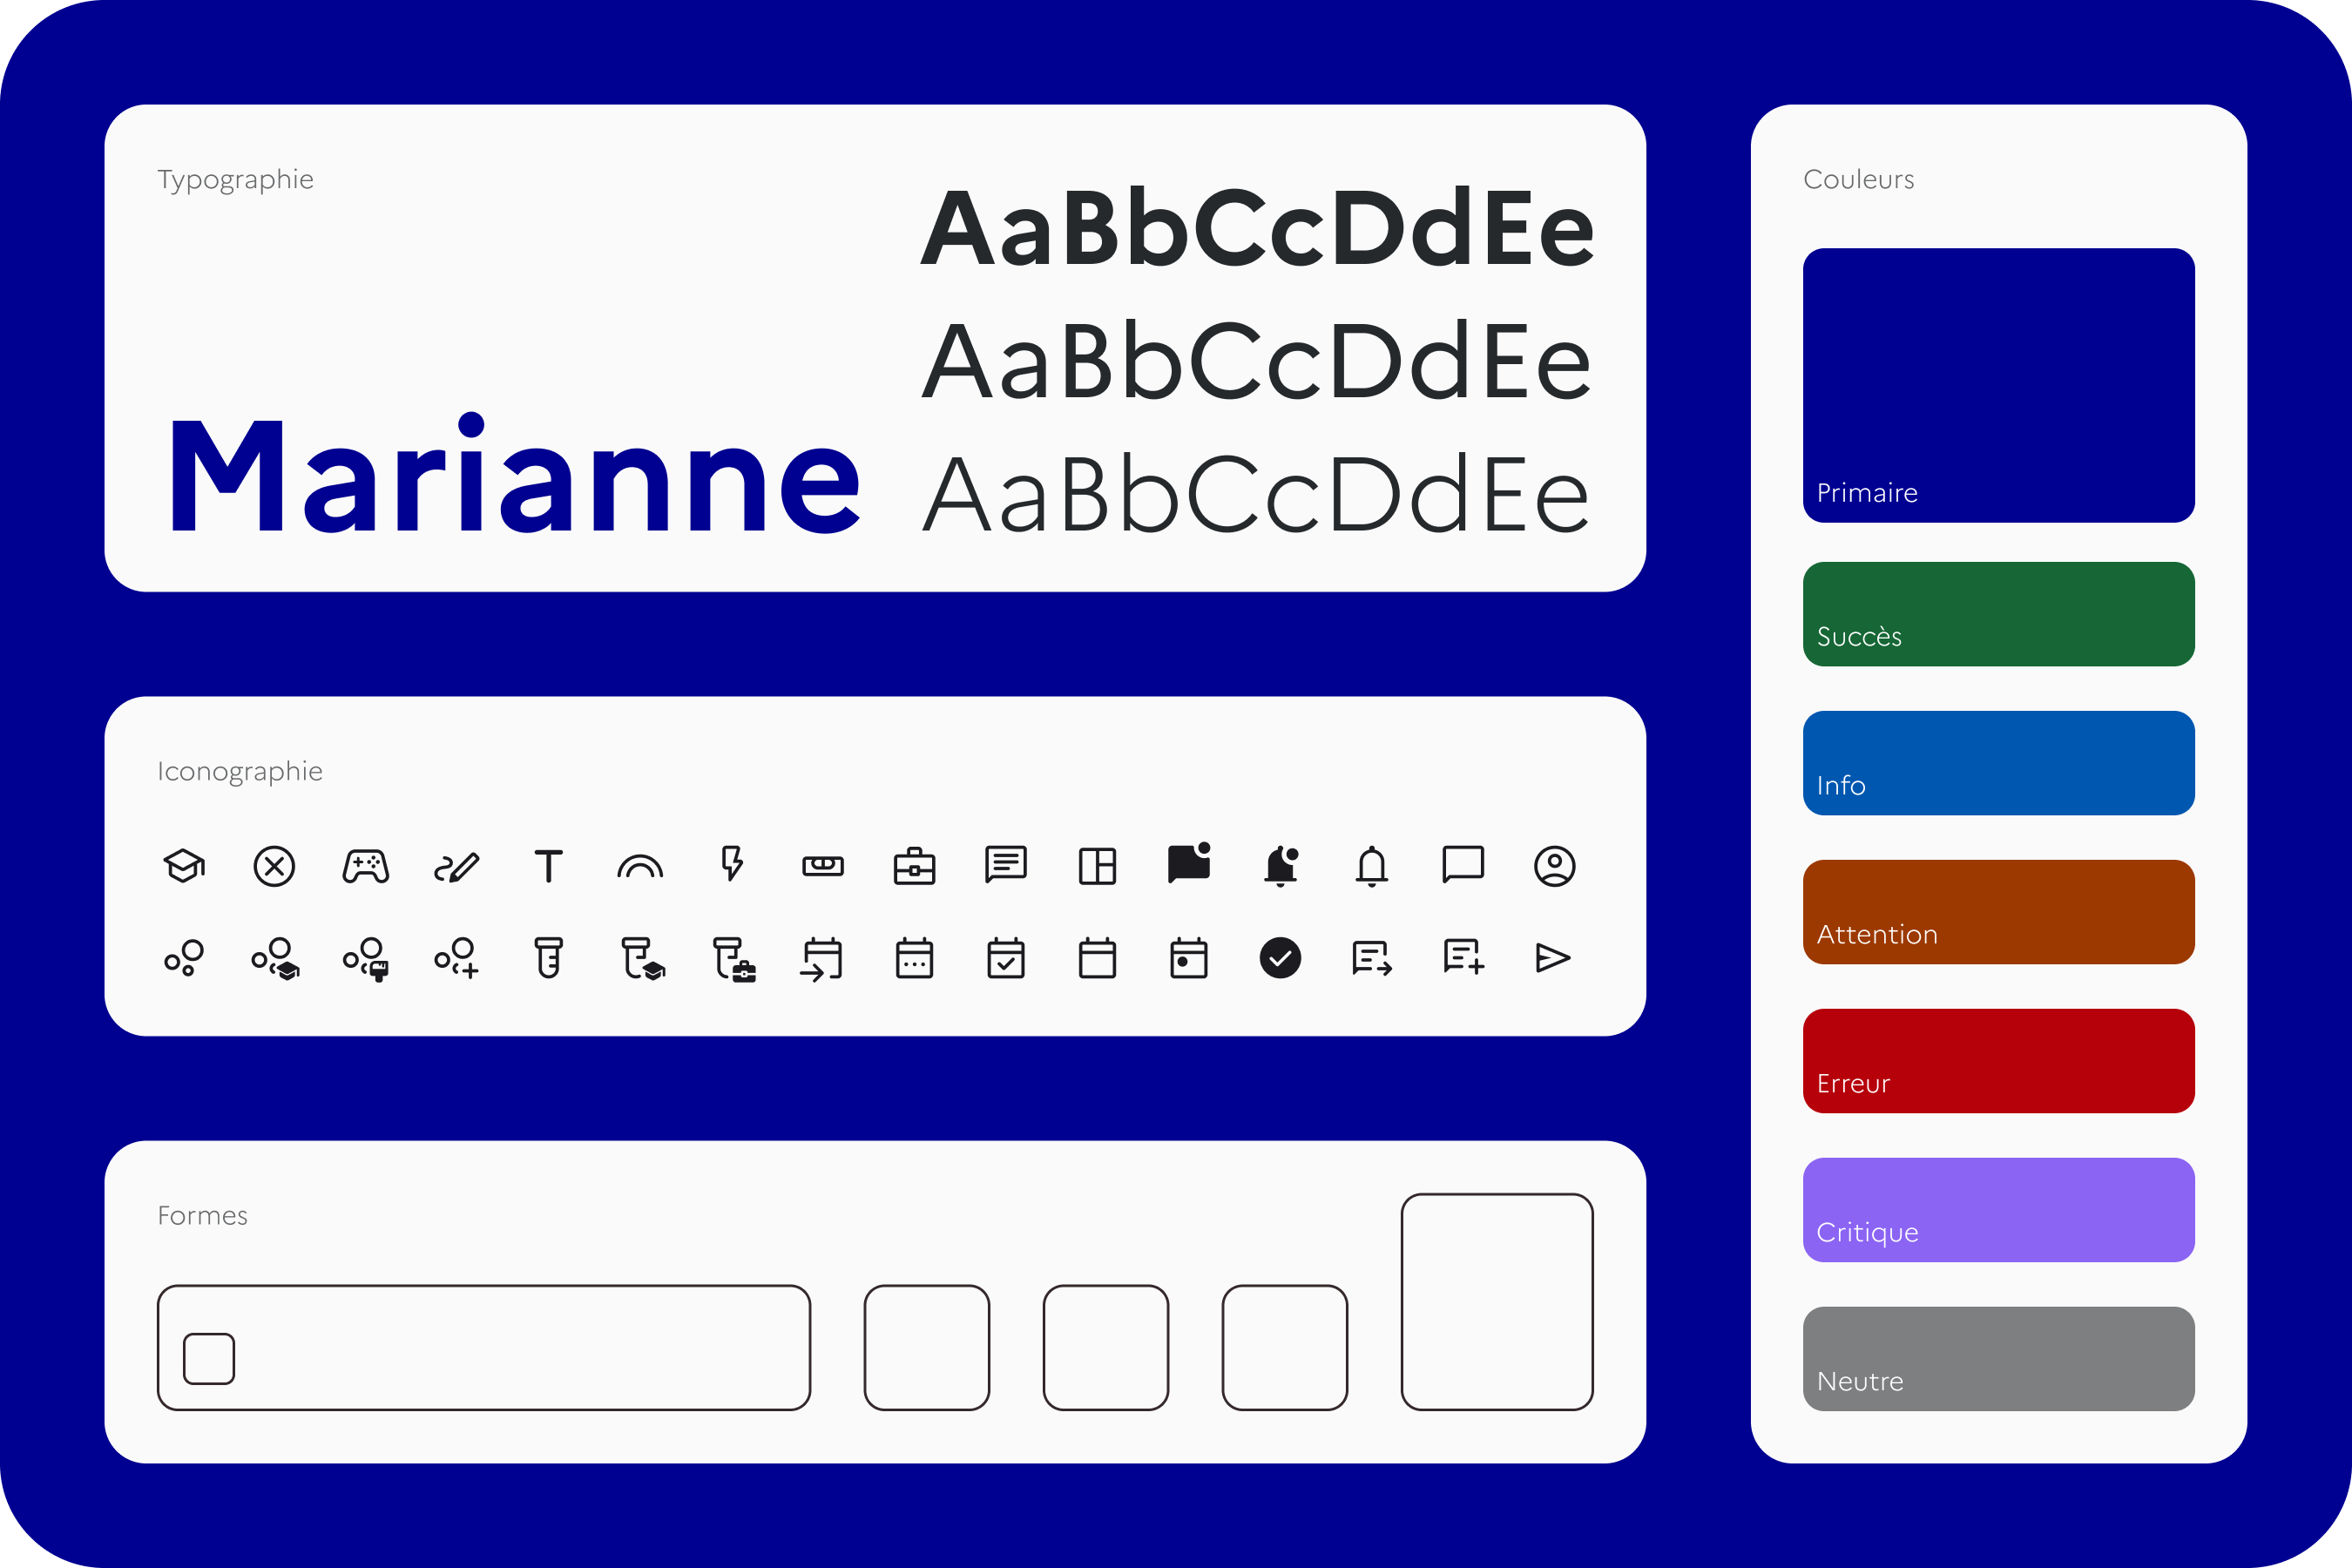 Typographie
Marianne
AaBbCcDdEe
AaBbCcDdEe
AaBbCcDdEe
Iconographie
Formes
Couleurs
Primaire
Succès
Info
Attention
Erreur
Critique
Neutre